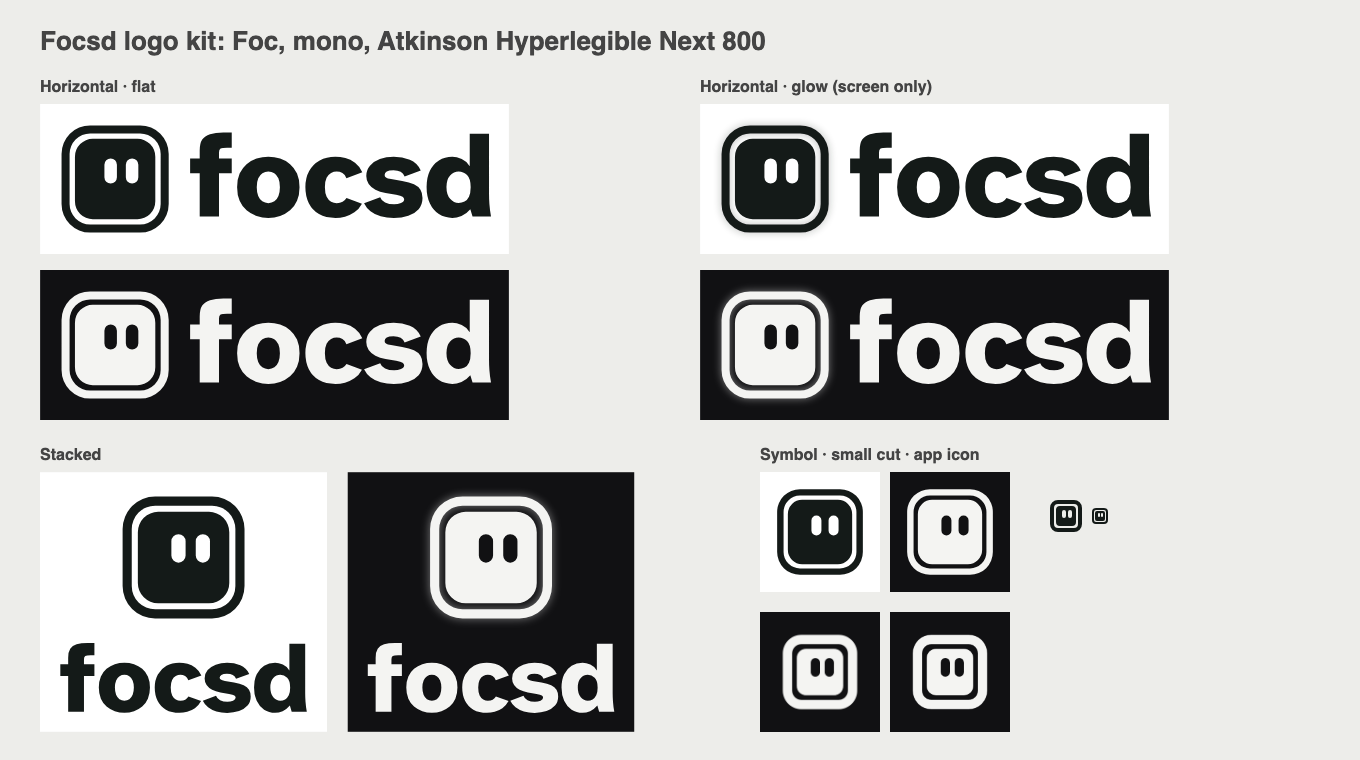 Focsd logo kit: Foc, mono, Atkinson Hyperlegible Next 800
Horizontal · flat
Horizontal · glow (screen only)
focsd
focsd
focsd
focsd
Stacked
Symbol · small cut · app icon
focsd
focsd